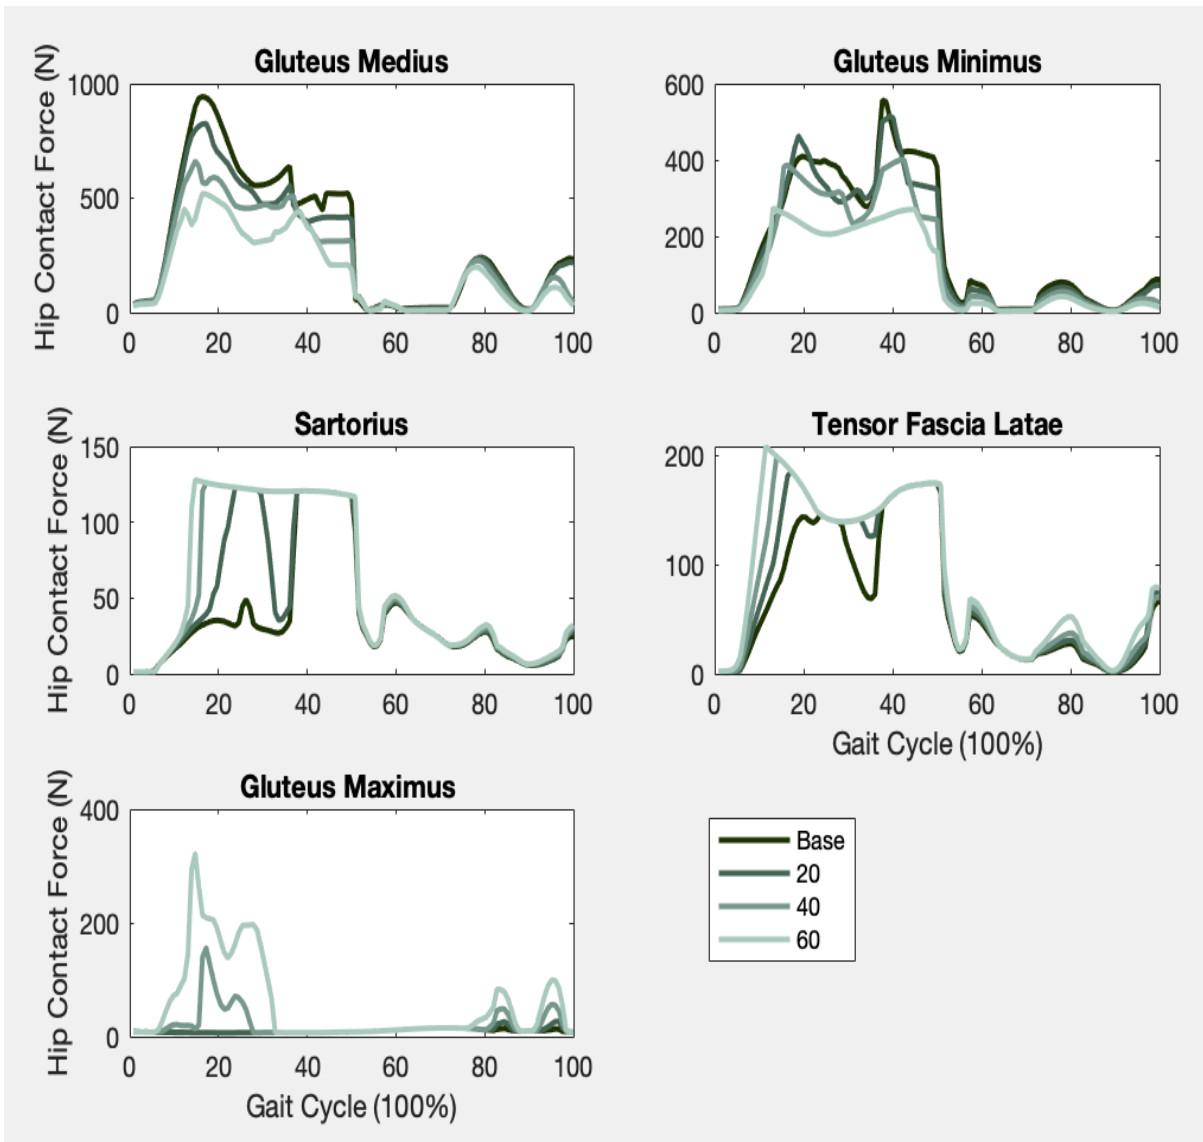 Gluteus Medius
Hip Contact Force (N)
1000
500
0
0 20 40 60 80 100
Gluteus Minimus
600
400
200
0
0 20 40 60 80 100
Sartorius
Hip Contact Force (N)
150
100
50
0
0 20 40 60 80 100
Tensor Fascia Latae
200
100
0
0 20 40 60 80 100
Gait Cycle (100%)
Gluteus Maximus
Hip Contact Force (N)
400
200
0
0 20 40 60 80 100
Gait Cycle (100%)
Base
20
40
60